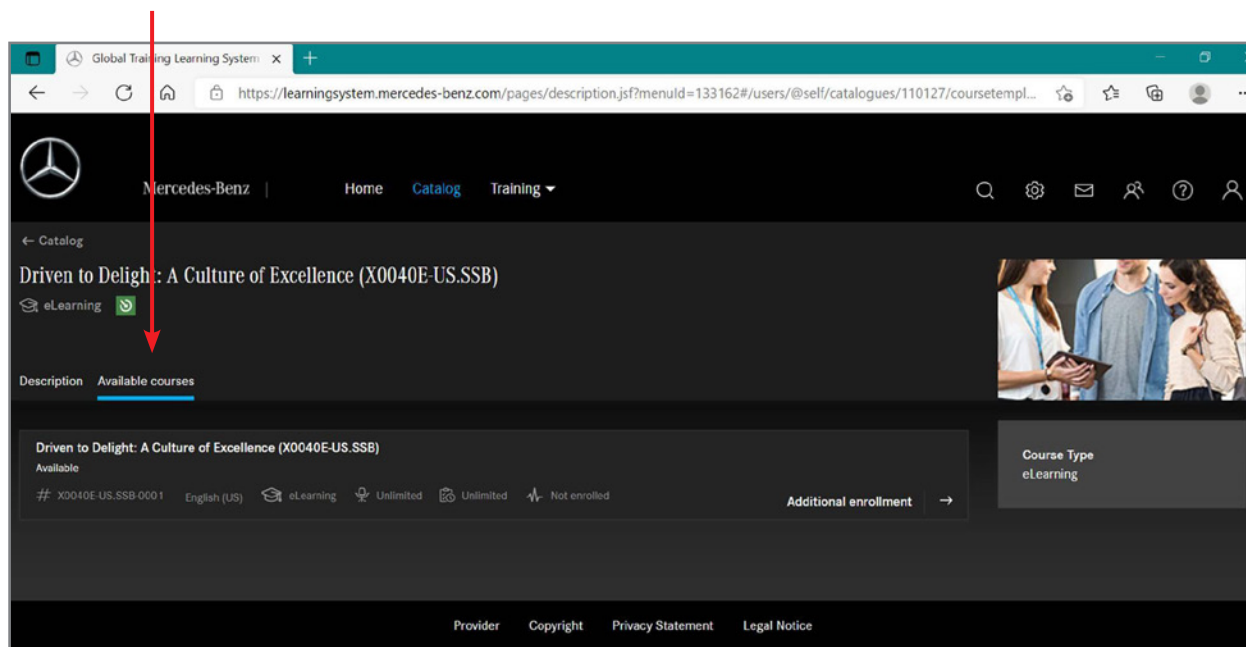 Global Training Learning System
https://learningsystem.mercedes-benz.com/pages/description.jsf?menuId=133162#/users/@self/catalogues/110127/coursetempl...
Mercedes-Benz | Home Catalog Training
← Catalog
Driven to Delight: A Culture of Excellence (X0040E-US.SSB)
eLearning
Description Available courses
Driven to Delight: A Culture of Excellence (X0040E-US.SSB)
Available
# X0040E-US.SSB-0001 English (US) eLearning Unlimited Unlimited Not enrolled
Additional enrollment →
Course Type
eLearning
Provider Copyright Privacy Statement Legal Notice